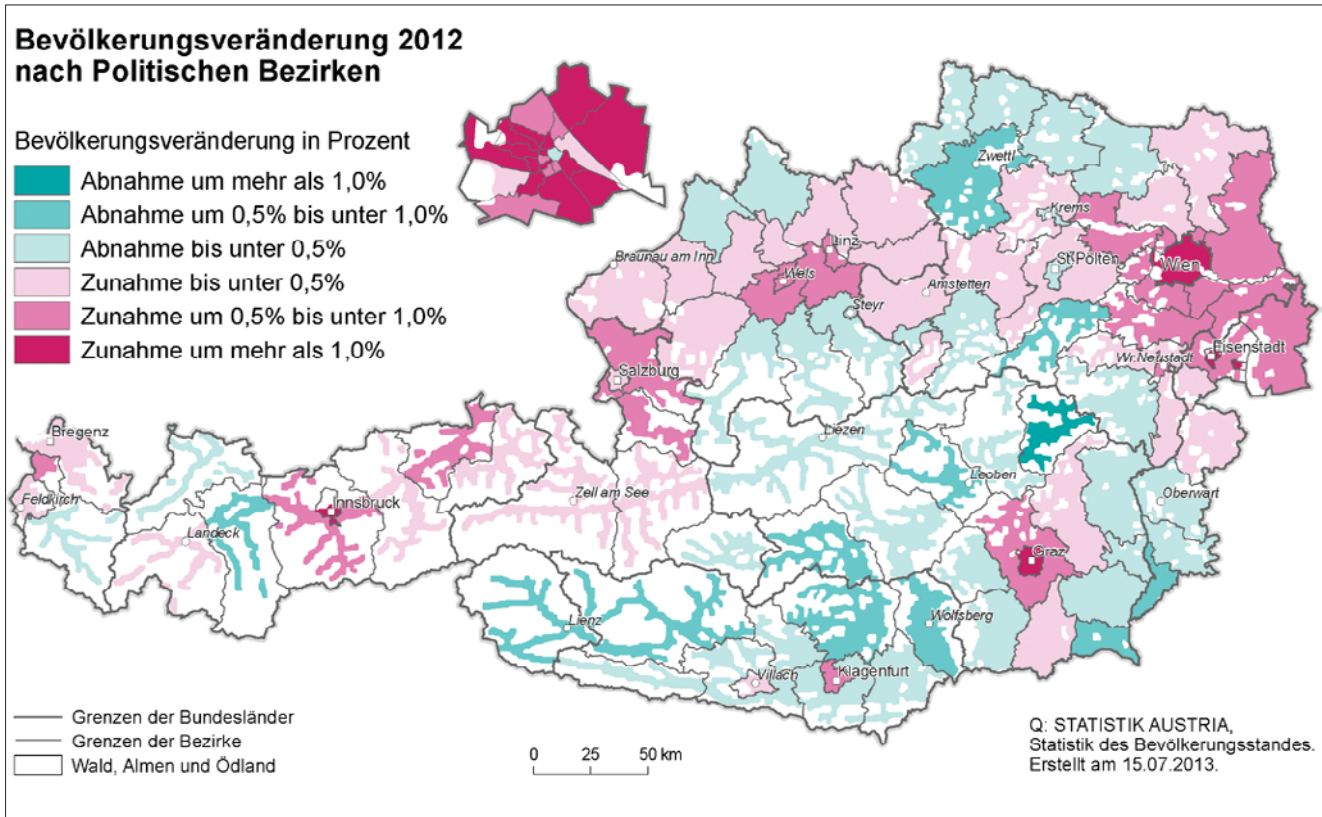 Bevölkerungsveränderung 2012
nach Politischen Bezirken
Bevölkerungsveränderung in Prozent
Abnahme um mehr als 1,0%
Abnahme um 0,5% bis unter 1,0%
Abnahme bis unter 0,5%
Zunahme bis unter 0,5%
Zunahme um 0,5% bis unter 1,0%
Zunahme um mehr als 1,0%
Zwettl
Krems
Linz
Braunau am Inn
Wels
St.Pölten
Wien
Amstetten
Steyr
Eisenstadt
Wr.Neustadt
Salzburg
Bregenz
Liezen
Leoben
Feldkirch
Innsbruck
Zell am See
Oberwart
Landeck
Graz
Lienz
Wolfsberg
Villach
Klagenfurt
Grenzen der Bundesländer
Grenzen der Bezirke
Wald, Almen und Ödland
0 25 50 km
Q: STATISTIK AUSTRIA,
Statistik des Bevölkerungsstandes.
Erstellt am 15.07.2013.